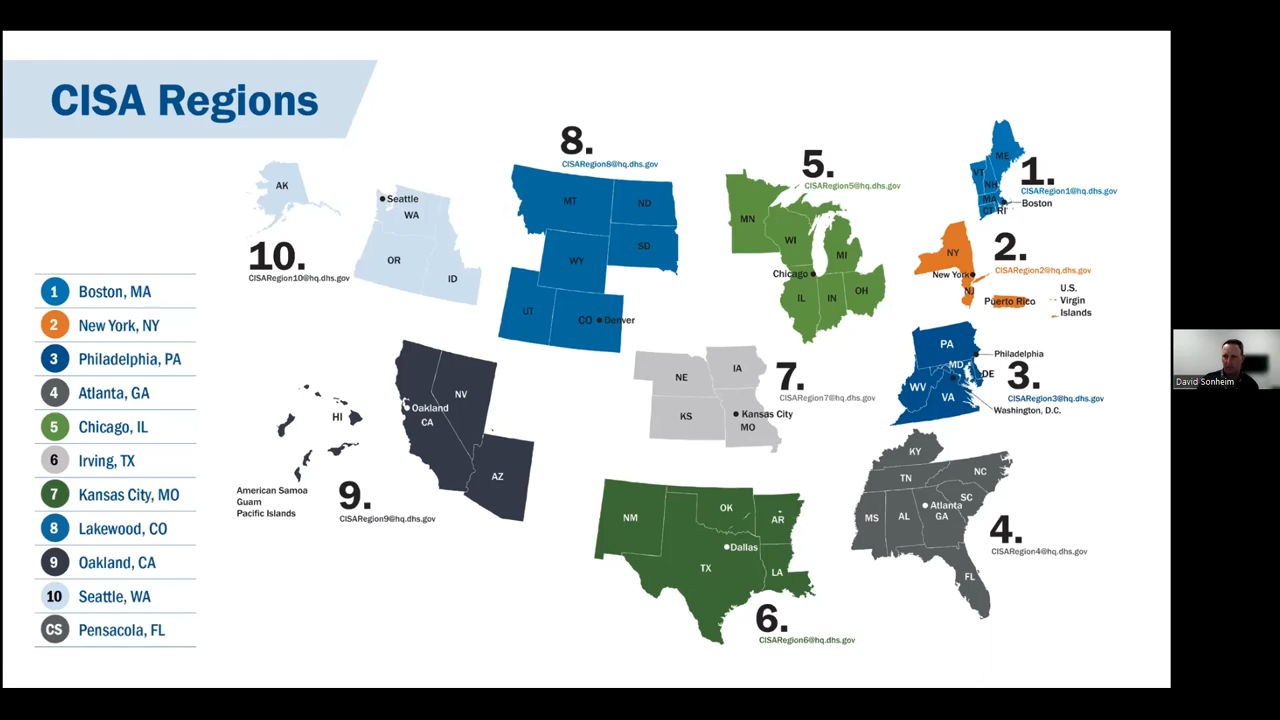 CISA Regions
1 Boston, MA
2 New York, NY
3 Philadelphia, PA
4 Atlanta, GA
5 Chicago, IL
6 Irving, TX
7 Kansas City, MO
8 Lakewood, CO
9 Oakland, CA
10 Seattle, WA
CS Pensacola, FL
AK
10.
CISARegion10@hq.dhs.gov
Seattle
WA
OR
ID
8.
CISARegion8@hq.dhs.gov
MT
ND
SD
WY
UT
CO
Denver
5.
CISARegion5@hq.dhs.gov
MN
WI
MI
Chicago
IL
IN
OH
1.
CISARegion1@hq.dhs.gov
ME
VT
NH
MA
Boston
CT
RI
2.
CISARegion2@hq.dhs.gov
NY
New York
NJ
Puerto Rico
U.S.
Virgin
Islands
PA
Philadelphia
MD
DE
3.
CISARegion3@hq.dhs.gov
WV
VA
Washington, D.C.
HI
American Samoa
Guam
Pacific Islands
9.
CISARegion9@hq.dhs.gov
NV
Oakland
CA
AZ
NE
IA
7.
CISARegion7@hq.dhs.gov
KS
Kansas City
MO
NM
OK
AR
Dallas
TX
LA
6.
CISARegion6@hq.dhs.gov
KY
TN
NC
SC
MS
AL
Atlanta
GA
FL
4.
CISARegion4@hq.dhs.gov
David Sonheim